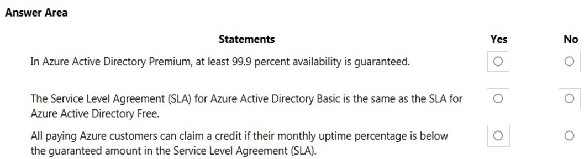 Answer Area
Statements Yes No
In Azure Active Directory Premium, at least 99.9 percent availability is guaranteed.
The Service Level Agreement (SLA) for Azure Active Directory Basic is the same as the SLA for
Azure Active Directory Free.
All paying Azure customers can claim a credit if their monthly uptime percentage is below
the guaranteed amount in the Service Level Agreement (SLA).